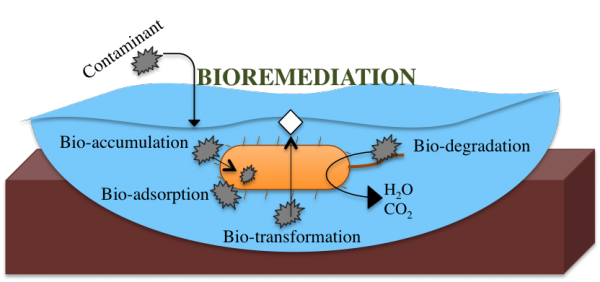 Contaminant
BIOREMEDIATION
Bio-accumulation
Bio-degradation
Bio-adsorption
H₂O
CO₂
Bio-transformation